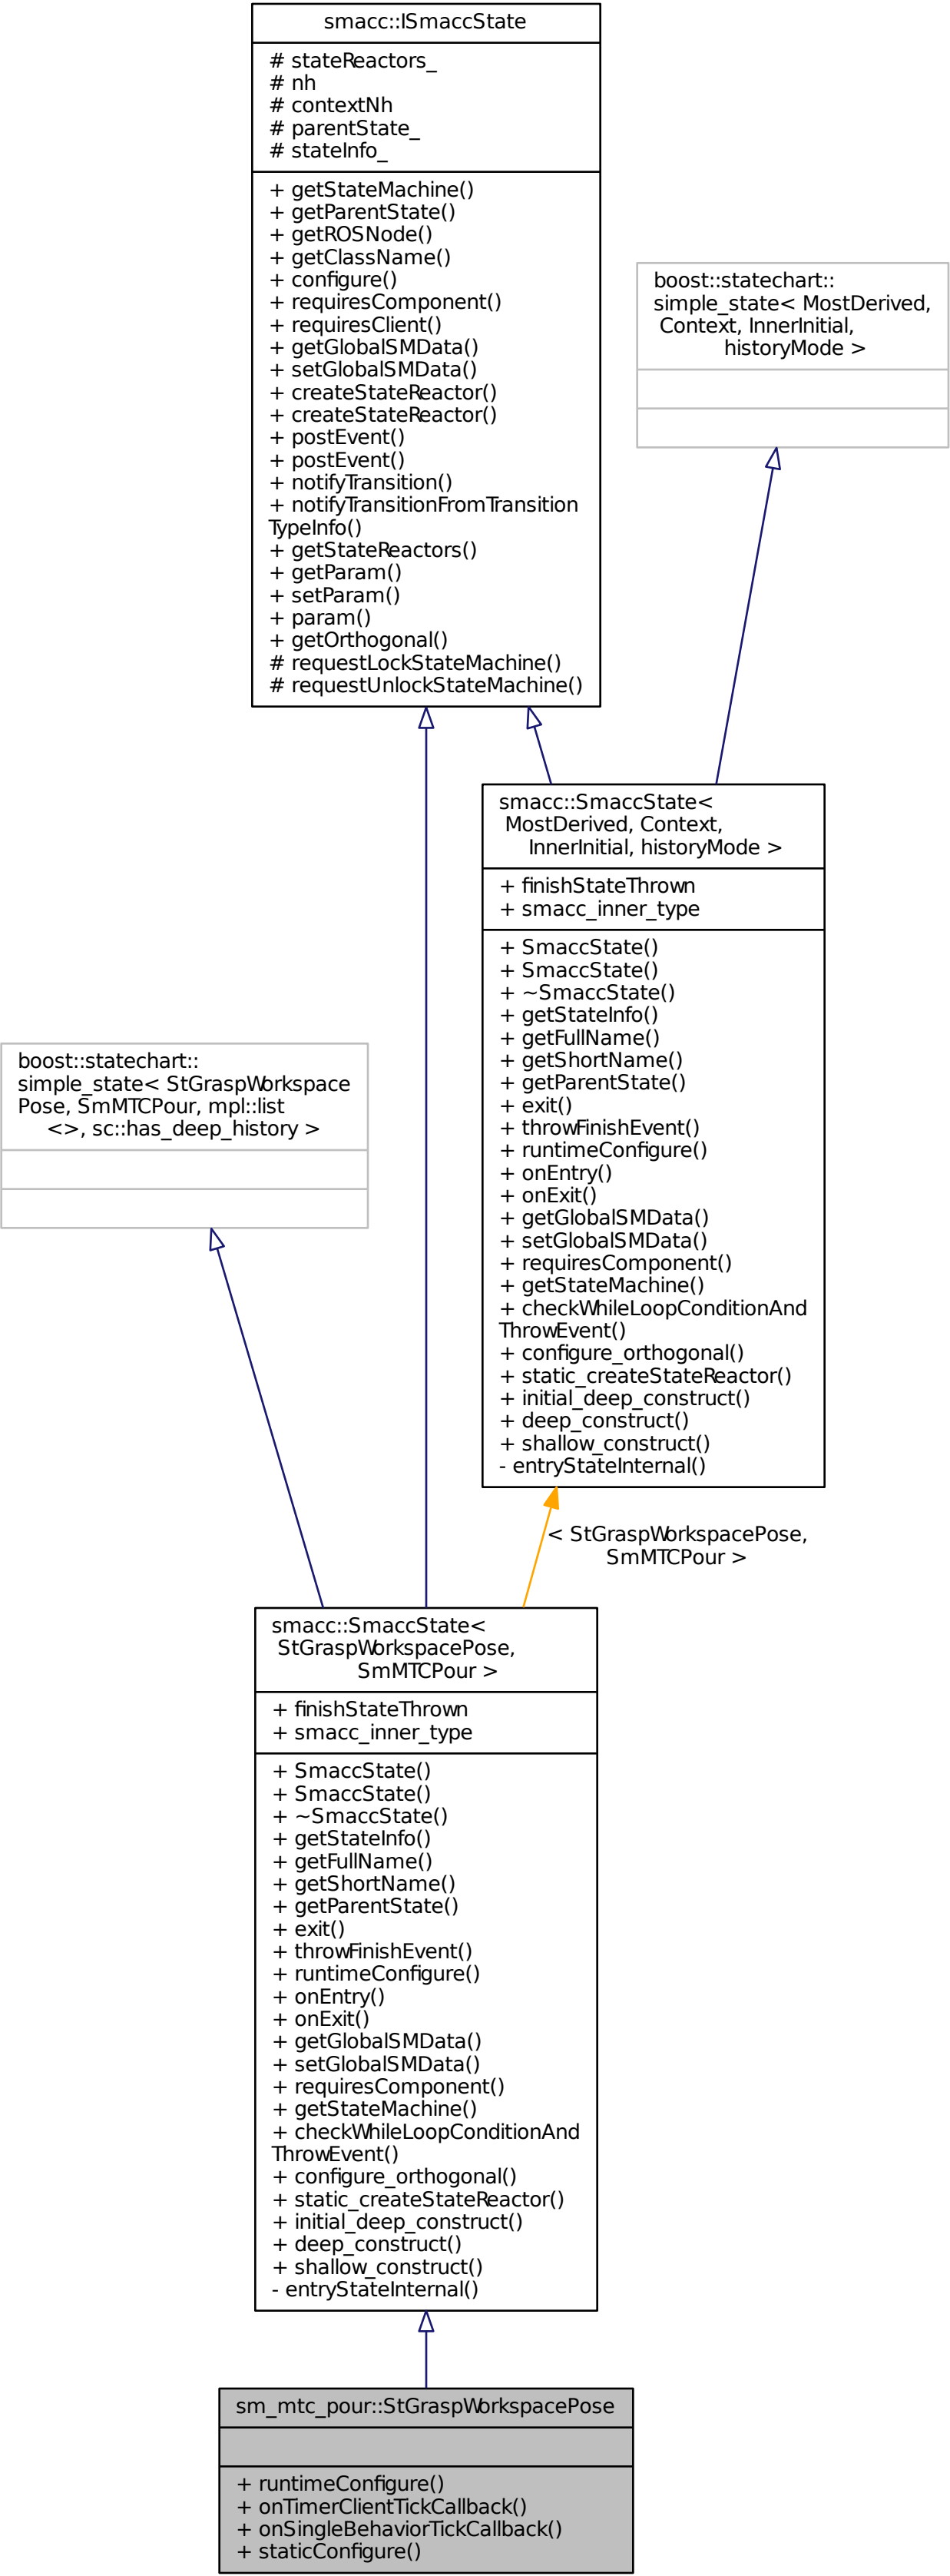 smacc::ISmaccState
# stateReactors_
# nh
# contextNh
# parentState_
# stateInfo_
+ getStateMachine()
+ getParentState()
+ getROSNode()
+ getClassName()
+ configure()
+ requiresComponent()
+ requiresClient()
+ getGlobalSMData()
+ setGlobalSMData()
+ createStateReactor()
+ createStateReactor()
+ postEvent()
+ postEvent()
+ notifyTransition()
+ notifyTransitionFromTransition
TypeInfo()
+ getStateReactors()
+ getParam()
+ setParam()
+ param()
+ getOrthogonal()
# requestLockStateMachine()
# requestUnlockStateMachine()
boost::statechart::
simple_state< MostDerived,
Context, InnerInitial,
historyMode >
smacc::SmaccState<
MostDerived, Context,
InnerInitial, historyMode >
+ finishStateThrown
+ smacc_inner_type
+ SmaccState()
+ SmaccState()
+ ~SmaccState()
+ getStateInfo()
+ getFullName()
+ getShortName()
+ getParentState()
+ exit()
+ throwFinishEvent()
+ runtimeConfigure()
+ onEntry()
+ onExit()
+ getGlobalSMData()
+ setGlobalSMData()
+ requiresComponent()
+ getStateMachine()
+ checkWhileLoopConditionAnd
ThrowEvent()
+ configure_orthogonal()
+ static_createStateReactor()
+ initial_deep_construct()
+ deep_construct()
+ shallow_construct()
- entryStateInternal()
boost::statechart::
simple_state< StGraspWorkspace
Pose, SmMTCPour, mpl::list
<>, sc::has_deep_history >
< StGraspWorkspacePose,
SmMTCPour >
smacc::SmaccState<
StGraspWorkspacePose,
SmMTCPour >
+ finishStateThrown
+ smacc_inner_type
+ SmaccState()
+ SmaccState()
+ ~SmaccState()
+ getStateInfo()
+ getFullName()
+ getShortName()
+ getParentState()
+ exit()
+ throwFinishEvent()
+ runtimeConfigure()
+ onEntry()
+ onExit()
+ getGlobalSMData()
+ setGlobalSMData()
+ requiresComponent()
+ getStateMachine()
+ checkWhileLoopConditionAnd
ThrowEvent()
+ configure_orthogonal()
+ static_createStateReactor()
+ initial_deep_construct()
+ deep_construct()
+ shallow_construct()
- entryStateInternal()
sm_mtc_pour::StGraspWorkspacePose
+ runtimeConfigure()
+ onTimerClientTickCallback()
+ onSingleBehaviorTickCallback()
+ staticConfigure()